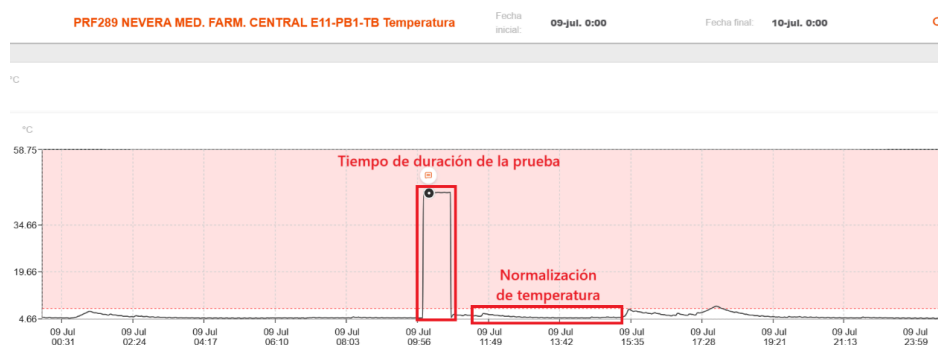 PRF289 NEVERA MED. FARM. CENTRAL E11-PB1-TB Temperatura
Fecha inicial:
09-jul. 0:00
Fecha final:
10-jul. 0:00
°C
°C
58.75
34.66
19.66
4.66
Tiempo de duración de la prueba
Normalización
de temperatura
09 Jul 00:31
09 Jul 02:24
09 Jul 04:17
09 Jul 06:10
09 Jul 08:03
09 Jul 09:56
09 Jul 11:49
09 Jul 13:42
09 Jul 15:35
09 Jul 17:28
09 Jul 19:21
09 Jul 21:13
09 Jul 23:59